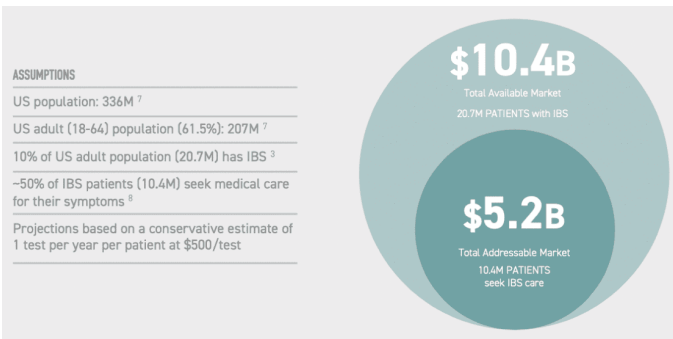 ASSUMPTIONS
US population: 336M 7
US adult (18-64) population (61.5%): 207M 7
10% of US adult population (20.7M) has IBS 3
~50% of IBS patients (10.4M) seek medical care
for their symptoms 8
Projections based on a conservative estimate of
1 test per year per patient at $500/test
$10.4B
Total Available Market
20.7M PATIENTS with IBS
$5.2B
Total Addressable Market
10.4M PATIENTS
seek IBS care